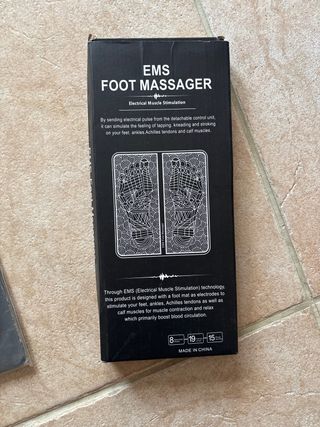 EMS
FOOT MASSAGER
Electrical Muscle Stimulation
By sending electrical pulse from the detachable control unit,
it can simulate the feeling of tapping, kneading and stroking
on your feet, ankles.Achilles tendons and calf muscles.
Through EMS (Electrical Muscle Stimulation) technology,
this product is designed with a foot mat as electrodes to
stimulate your feet, ankles. Achilles tendons as well as
calf muscles for muscle contraction and relax
which primarily boost blood circulation.
8 19 15
MADE IN CHINA